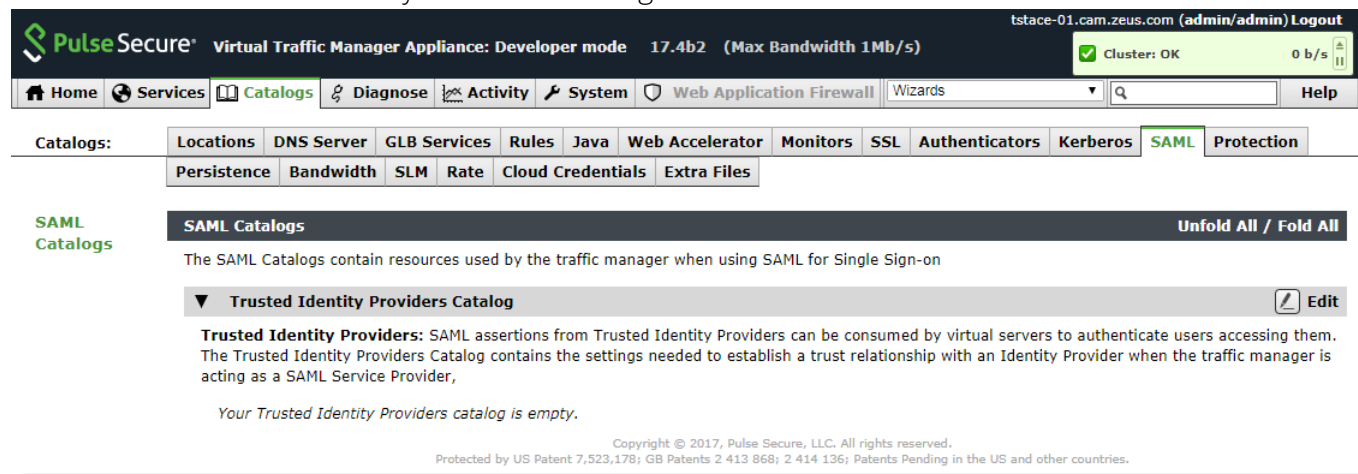 tstace-01.cam.zeus.com (admin/admin) Logout
Pulse Secure® Virtual Traffic Manager Appliance: Developer mode 17.4b2 (Max Bandwidth 1Mb/s)
Cluster: OK 0 b/s
Home Services Catalogs Diagnose Activity System Web Application Firewall Wizards Help
Catalogs: Locations DNS Server GLB Services Rules Java Web Accelerator Monitors SSL Authenticators Kerberos SAML Protection
Persistence Bandwidth SLM Rate Cloud Credentials Extra Files
SAML Catalogs
SAML Catalogs Unfold All / Fold All
The SAML Catalogs contain resources used by the traffic manager when using SAML for Single Sign-on
▼ Trusted Identity Providers Catalog Edit
Trusted Identity Providers: SAML assertions from Trusted Identity Providers can be consumed by virtual servers to authenticate users accessing them.
The Trusted Identity Providers Catalog contains the settings needed to establish a trust relationship with an Identity Provider when the traffic manager is
acting as a SAML Service Provider,
Your Trusted Identity Providers catalog is empty.
Copyright © 2017, Pulse Secure, LLC. All rights reserved.
Protected by US Patent 7,523,178; GB Patents 2 413 868; 2 414 136; Patents Pending in the US and other countries.